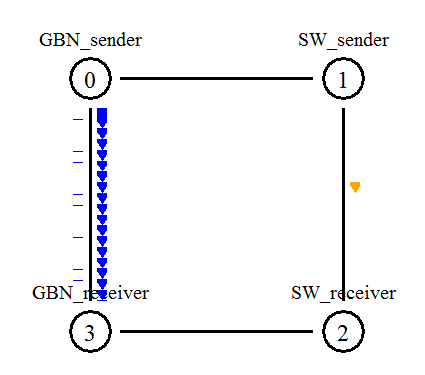 GBN_sender SW_sender
0 1
GBN_receiver SW_receiver
3 2